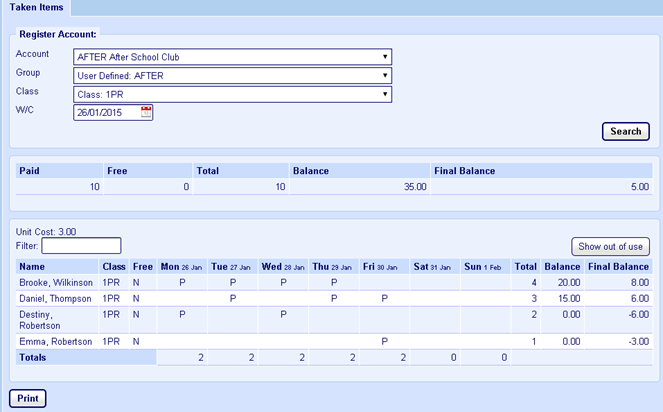 Taken Items
Register Account:
Account AFTER After School Club
Group User Defined: AFTER
Class Class: 1PR
W/C 26/01/2015
Search
Paid Free Total Balance Final Balance
10 0 10 35.00 5.00
Unit Cost: 3.00
Filter: Show out of use
Name Class Free Mon 26 Jan Tue 27 Jan Wed 28 Jan Thu 29 Jan Fri 30 Jan Sat 31 Jan Sun 1 Feb Total Balance Final Balance
Brooke, Wilkinson 1PR N P P P P 4 20.00 8.00
Daniel, Thompson 1PR N P P P 3 15.00 6.00
Destiny, 1PR N P P 2 0.00 -6.00
Robertson
Emma, Robertson 1PR N P 1 0.00 -3.00
Totals 2 2 2 2 2 0 0
Print